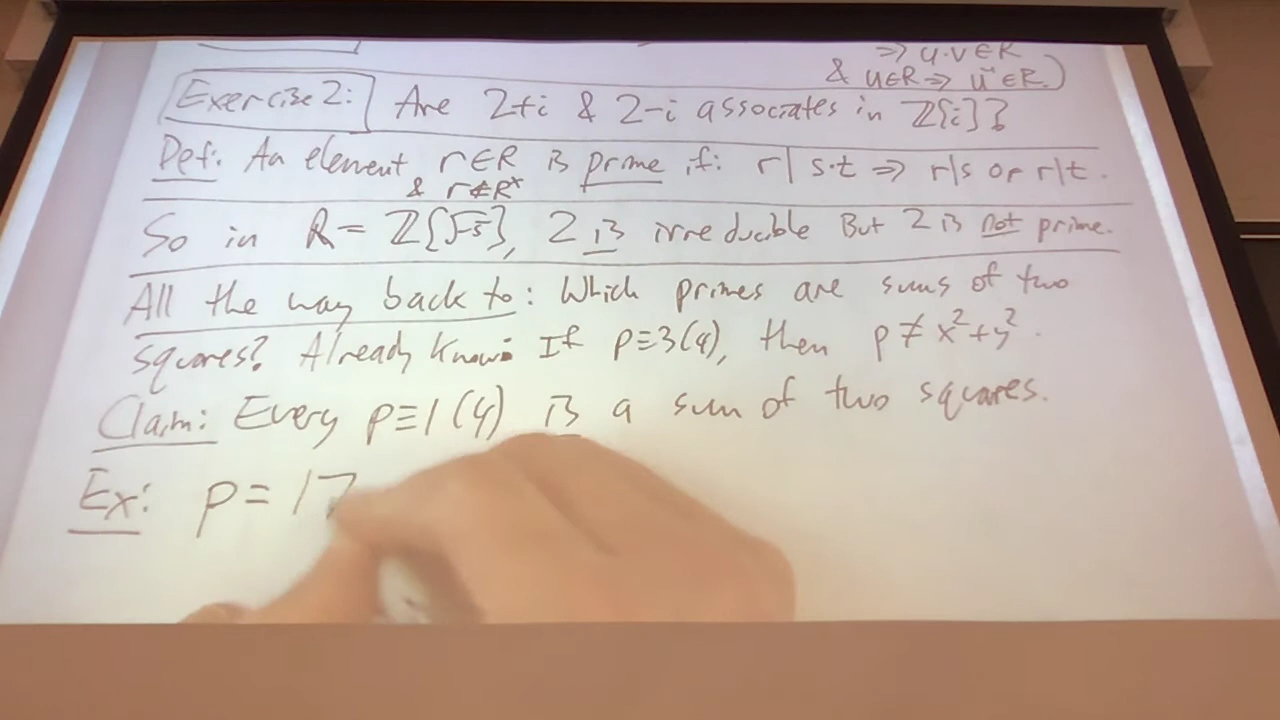 ⇒ u·v∈R
& u∈R ⇒ u⁻¹∈R.)
Exercise 2: Are 2+i & 2-i associates in ℤ[i]?
Def: An element r∈R is prime if: r | s·t ⇒ r|s or r|t.
& r∉R^x
So in R = ℤ[√-5], 2 is irreducible But 2 is not prime.
All the way back to: Which primes are sums of two
squares? Already Know: If p≡3(4), then p≠x²+y².
Claim: Every p≡1(4) is a sum of two squares.
Ex: p=17